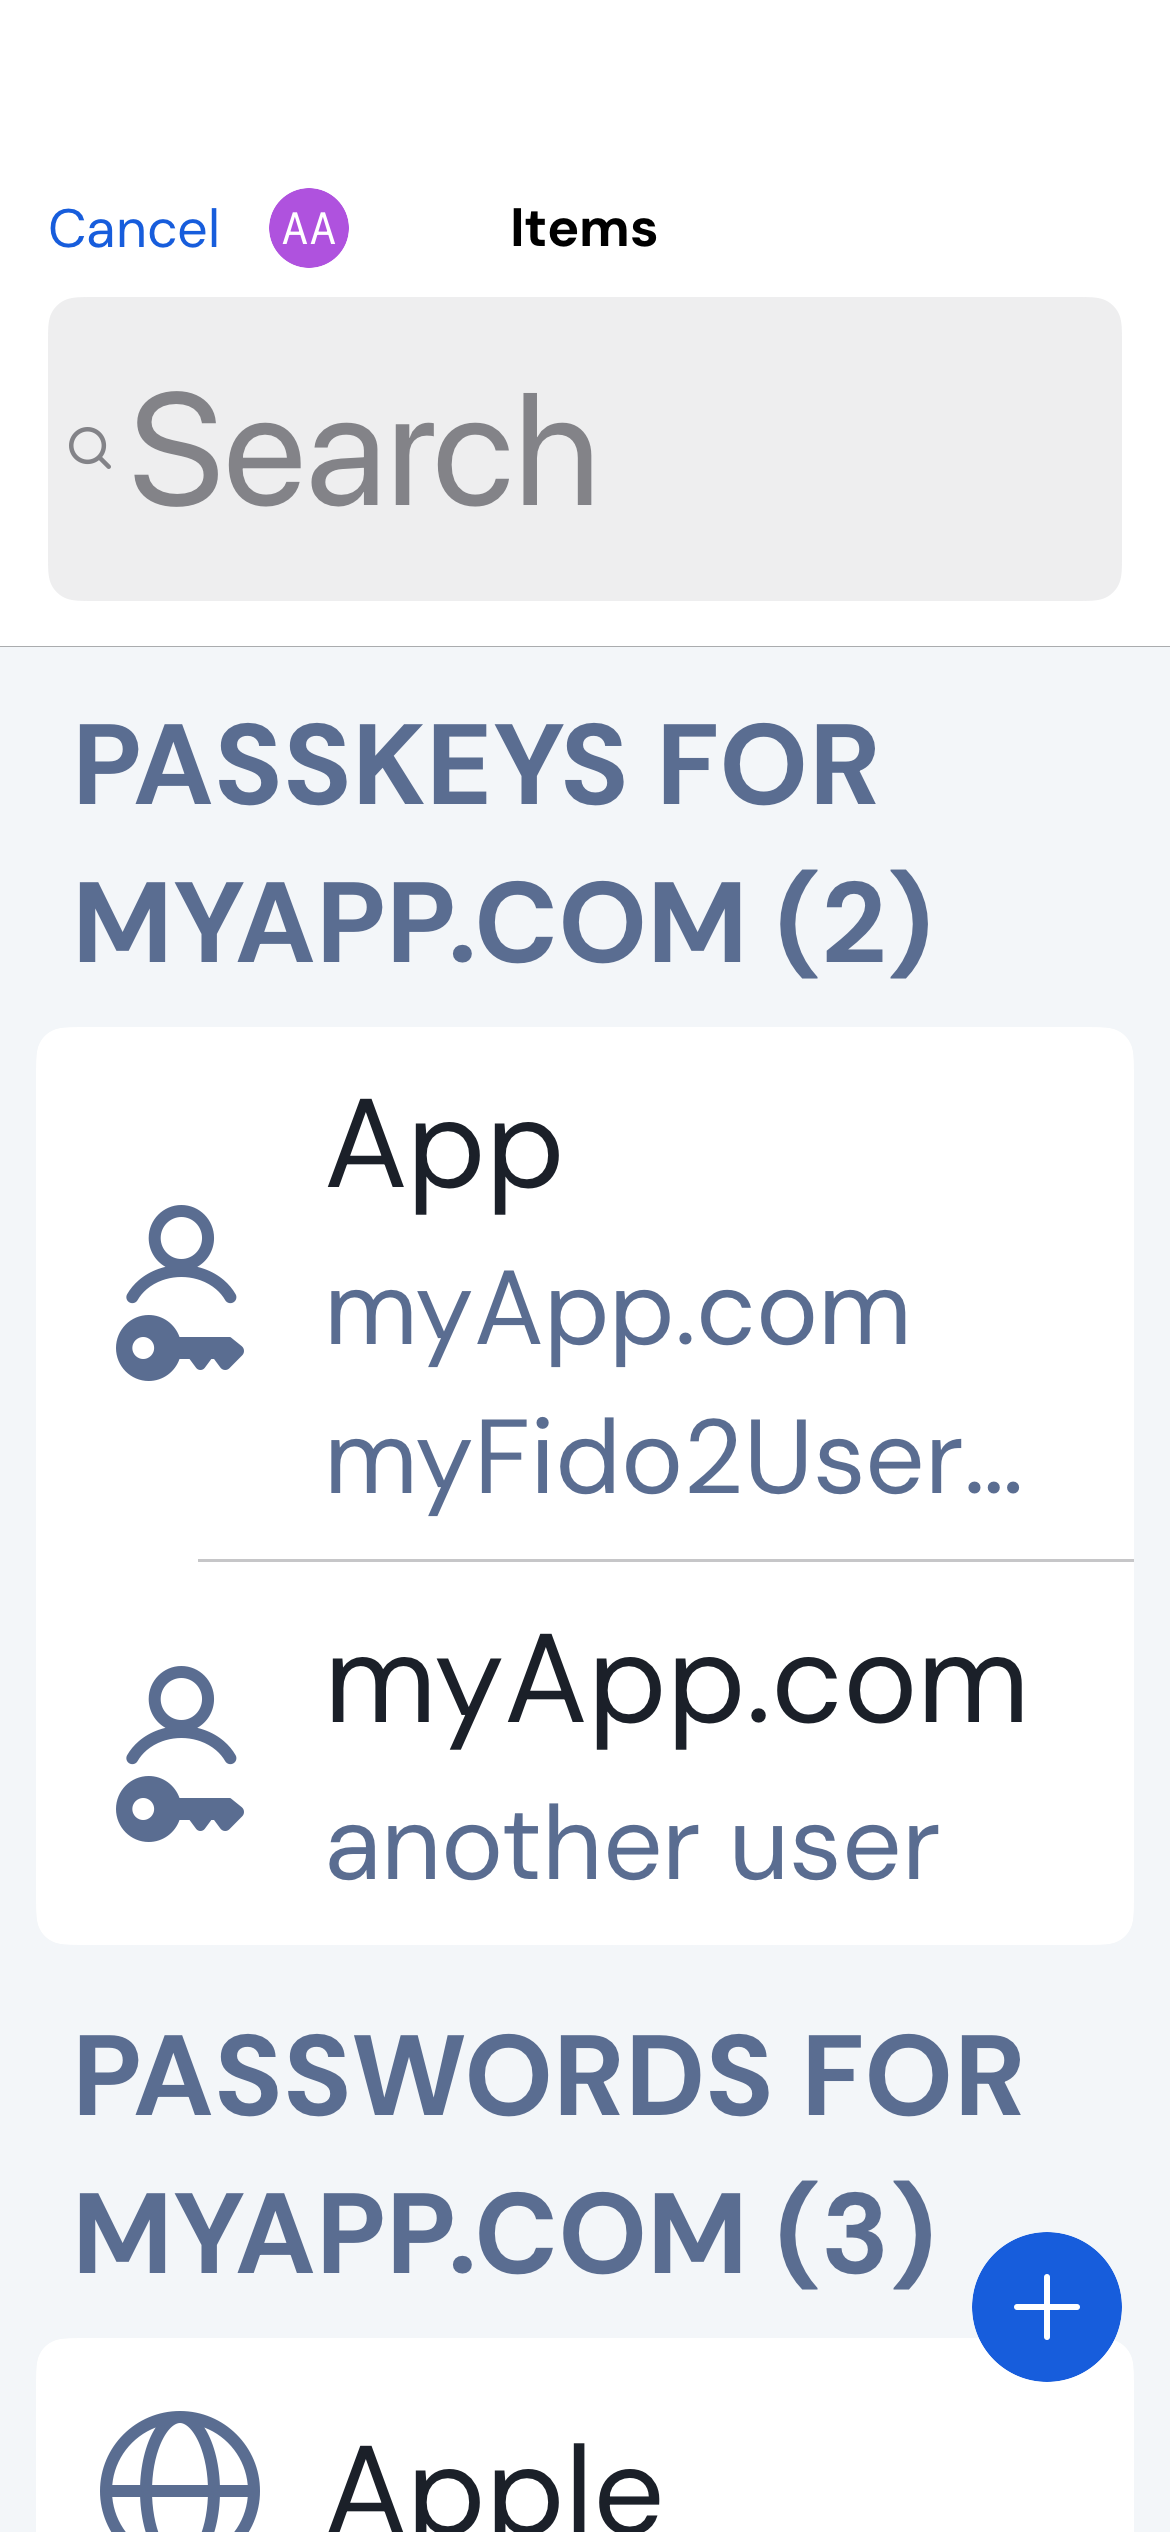 Cancel AA Items
Search
PASSKEYS FOR
MYAPP.COM (2)
App
myApp.com
myFido2User...
myApp.com
another user
PASSWORDS FOR
MYAPP.COM (3)
Apple